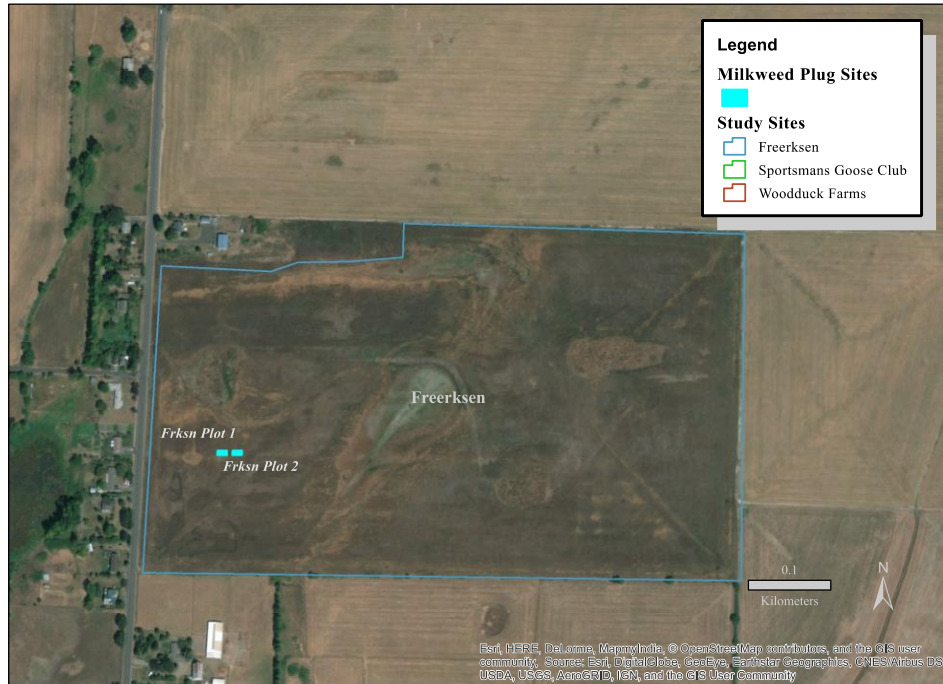 Legend
Milkweed Plug Sites
Study Sites
Freerksen
Sportsmans Goose Club
Woodduck Farms
Freerksen
Frksn Plot 1
Frksn Plot 2
0.1
Kilometers
N
Esri, HERE, DeLorme, MapmyIndia, © OpenStreetMap contributors, and the GIS user
community, Source: Esri, DigitalGlobe, GeoEye, Earthstar Geographics, CNES/Airbus DS,
USDA, USGS, AeroGRID, IGN, and the GIS User Community